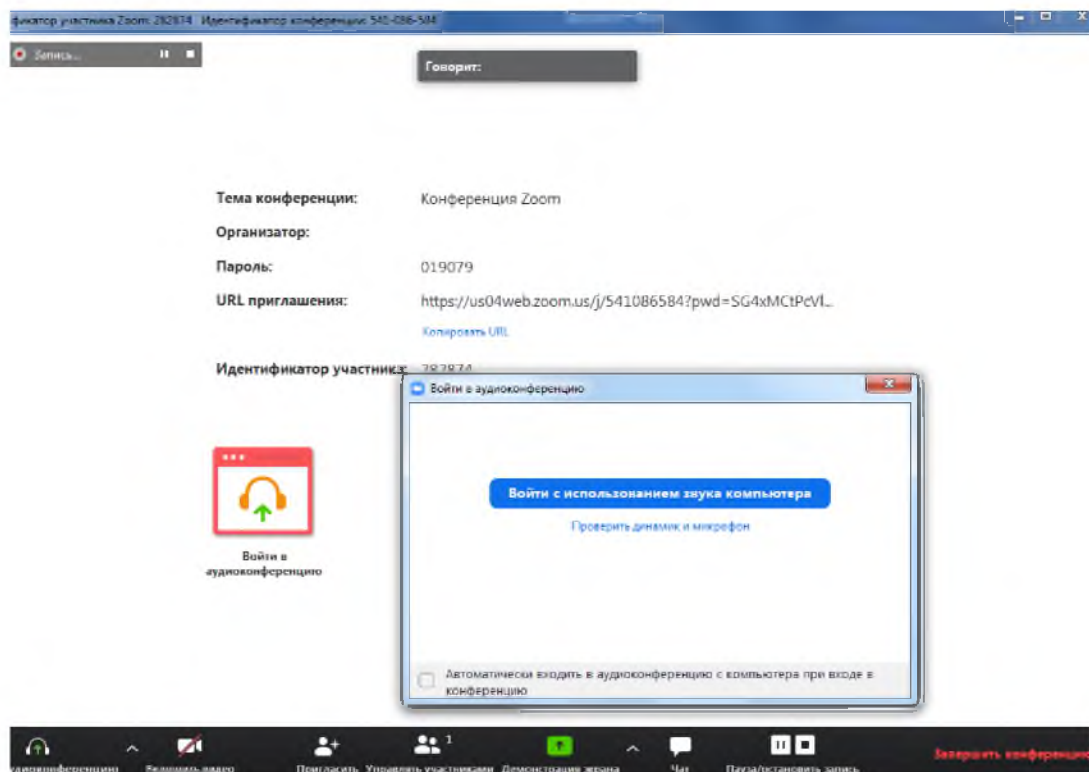 фикатор участника Zoom: 282874 Идентификатор конференции: 541-086-584
Запись...
Говорит:
Тема конференции: Конференция Zoom
Организатор:
Пароль: 019079
URL приглашения: https://us04web.zoom.us/j/541086584?pwd=SG4xMCtPcVl...
Копировать URL
Идентификатор участника: 282874
Войти в аудиоконференцию
Войти с использованием звука компьютера
Проверить динамик и микрофон
Войти в
аудиоконференцию
Автоматически входить в аудиоконференцию с компьютера при входе в
конференцию
1
удиоконференцию Включить видео Пригласить Управлять участниками Демонстрация экрана Чат Пауза/остановить запись Завершить конференцию